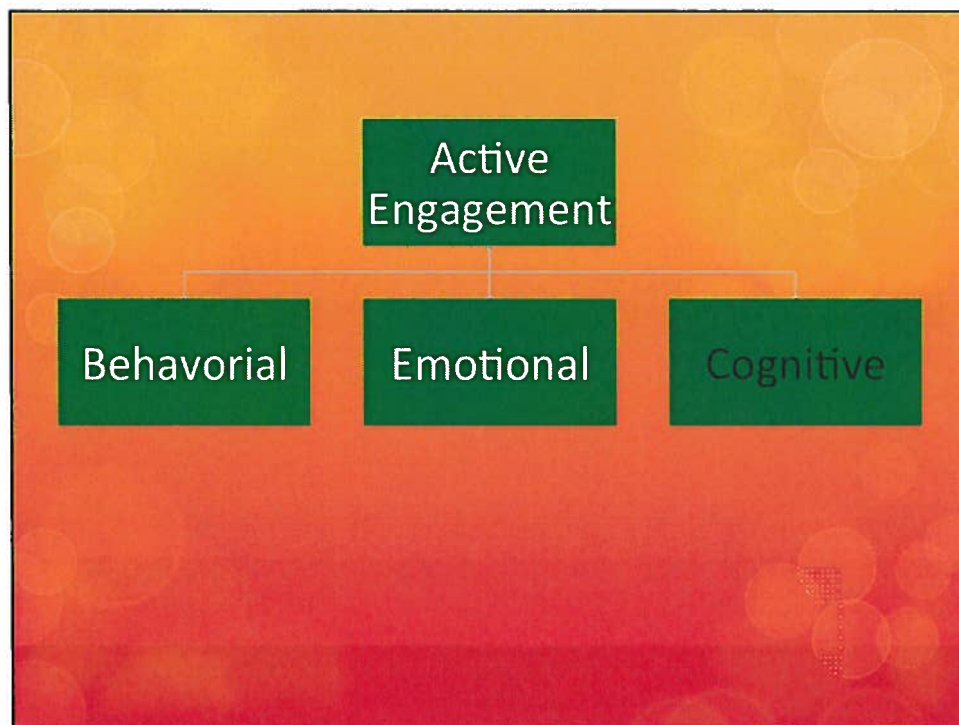 Active
Engagement
Behavorial
Emotional
Cognitive